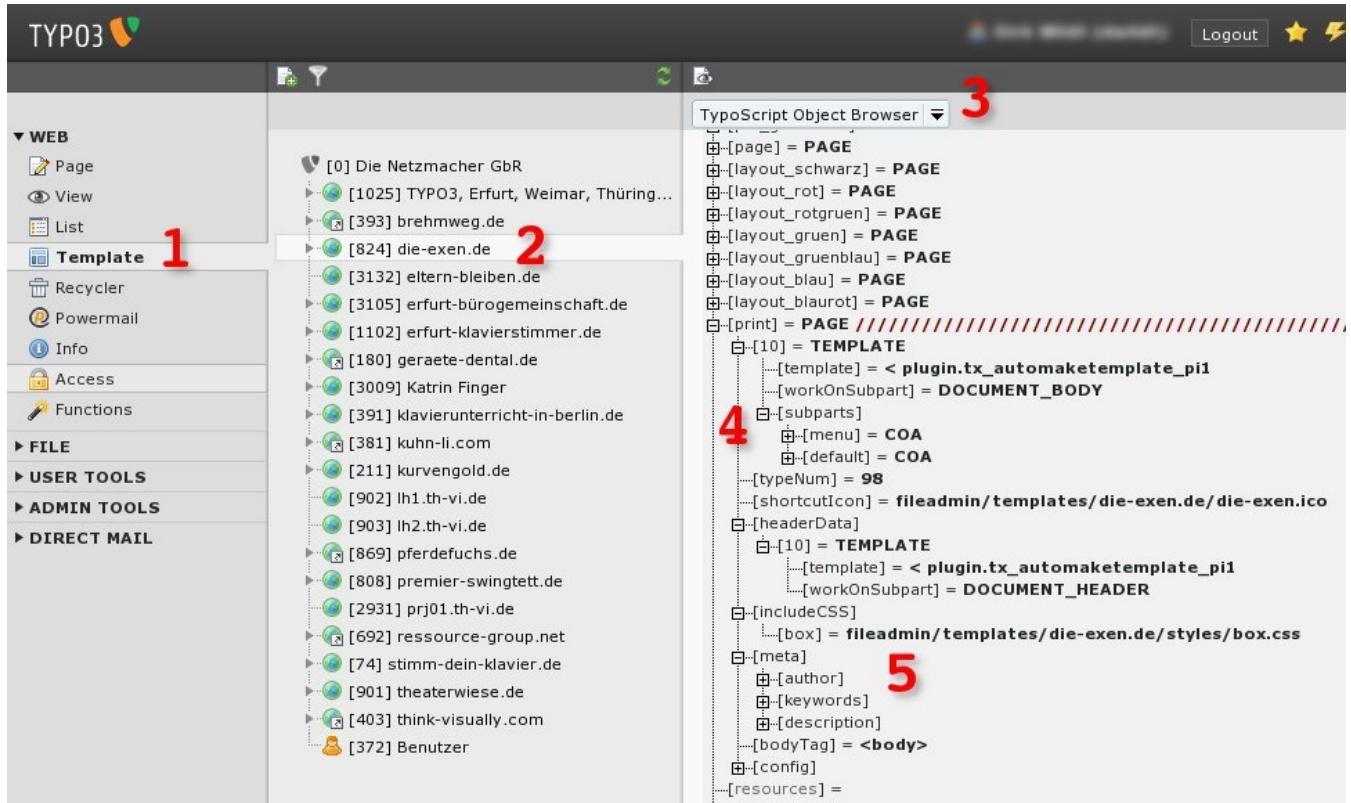 TYPO3
Logout
TypoScript Object Browser
3
WEB
Page
View
List
Template
1
Recycler
Powermail
Info
Access
Functions
FILE
USER TOOLS
ADMIN TOOLS
DIRECT MAIL
[0] Die Netzmacher GbR
[1025] TYPO3, Erfurt, Weimar, Thüring...
[393] brehmweg.de
[824] die-exen.de
2
[3132] eltern-bleiben.de
[3105] erfurt-bürogemeinschaft.de
[1102] erfurt-klavierstimmer.de
[180] geraete-dental.de
[3009] Katrin Finger
[391] klavierunterricht-in-berlin.de
[381] kuhn-li.com
[211] kurvengold.de
[902] lh1.th-vi.de
[903] lh2.th-vi.de
[869] pferdefuchs.de
[808] premier-swingtett.de
[2931] prj01.th-vi.de
[692] ressource-group.net
[74] stimm-dein-klavier.de
[901] theaterwiese.de
[403] think-visually.com
[372] Benutzer
[page] = PAGE
[layout_schwarz] = PAGE
[layout_rot] = PAGE
[layout_rotgruen] = PAGE
[layout_gruen] = PAGE
[layout_gruenblau] = PAGE
[layout_blau] = PAGE
[layout_blaurot] = PAGE
[print] = PAGE /////////////////////////////////////////////
[10] = TEMPLATE
[template] = < plugin.tx_automaketemplate_pi1
[workOnSubpart] = DOCUMENT_BODY
4
[subparts]
[menu] = COA
[default] = COA
[typeNum] = 98
[shortcutIcon] = fileadmin/templates/die-exen.de/die-exen.ico
[headerData]
[10] = TEMPLATE
[template] = < plugin.tx_automaketemplate_pi1
[workOnSubpart] = DOCUMENT_HEADER
[includeCSS]
[box] = fileadmin/templates/die-exen.de/styles/box.css
[meta]
5
[author]
[keywords]
[description]
[bodyTag] = <body>
[config]
[resources] =